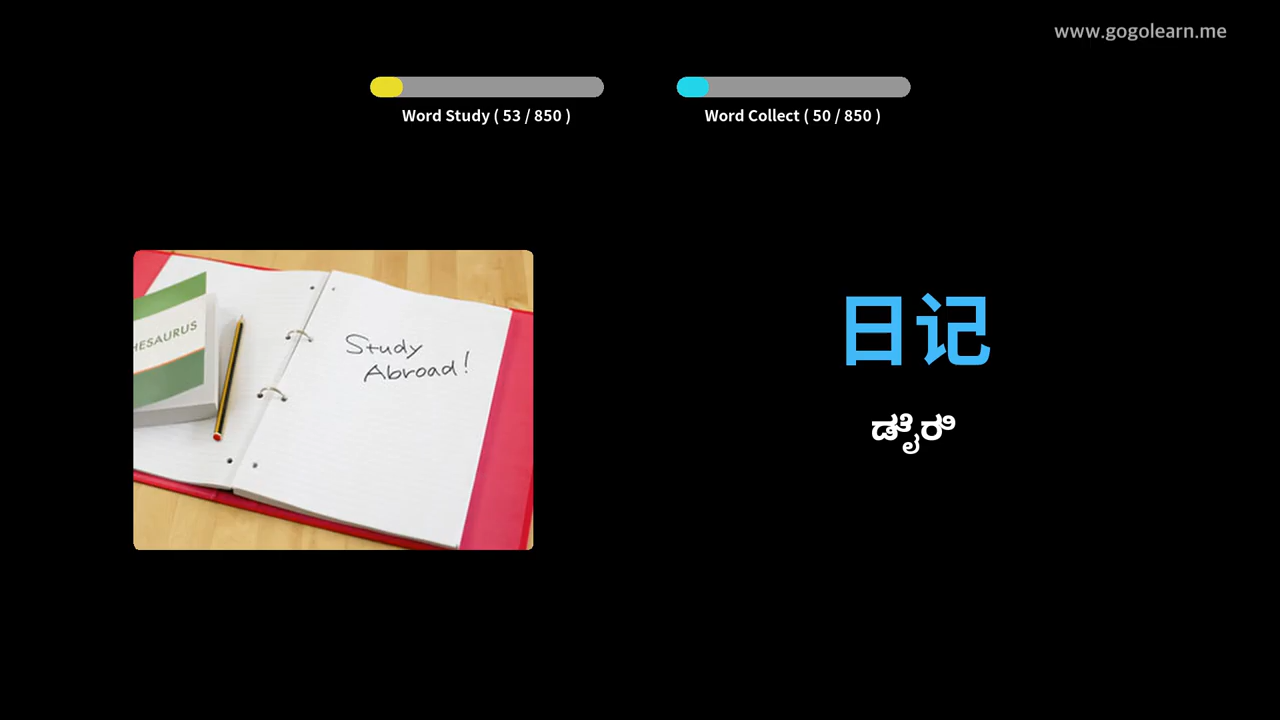 www.gogolearn.me
Word Study ( 53 / 850 )
Word Collect ( 50 / 850 )
HESAURUS
Study
Abroad!
日记
ಡೈರಿ